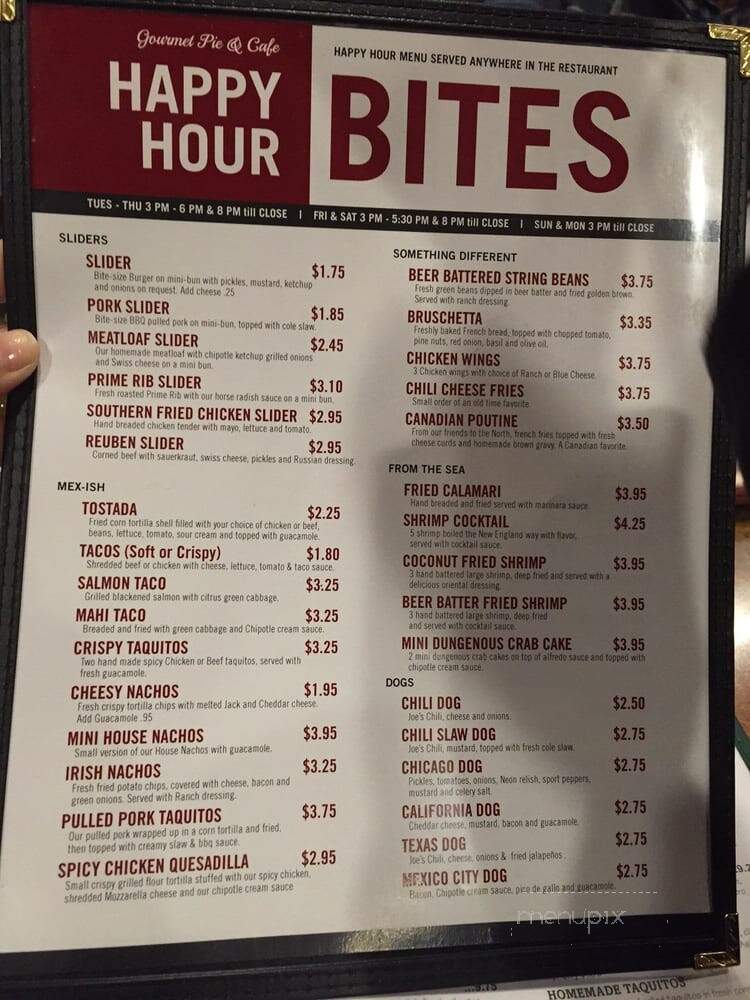 Gourmet Pie & Cafe
HAPPY
HOUR
HAPPY HOUR MENU SERVED ANYWHERE IN THE RESTAURANT
BITES
TUES - THU 3 PM - 6 PM & 8 PM till CLOSE | FRI & SAT 3 PM - 5:30 PM & 8 PM till CLOSE | SUN & MON 3 PM till CLOSE
SLIDERS
SLIDER $1.75
Bite-size Burger on mini-bun with pickles, mustard, ketchup
and onions on request. Add cheese .25
PORK SLIDER $1.85
Bite-size BBQ pulled pork on mini-bun, topped with cole slaw.
MEATLOAF SLIDER $2.45
Our homemade meatloaf with chipotle ketchup grilled onions
and Swiss cheese on a mini bun.
PRIME RIB SLIDER $3.10
Fresh roasted Prime Rib with our horse radish sauce on a mini bun.
SOUTHERN FRIED CHICKEN SLIDER $2.95
Hand breaded chicken tender with mayo, lettuce and tomato.
REUBEN SLIDER $2.95
Corned beef with sauerkraut, swiss cheese, pickles and Russian dressing.
MEX-ISH
TOSTADA $2.25
Fried corn tortilla shell filled with your choice of chicken or beef,
beans, lettuce, tomato, sour cream and topped with guacamole.
TACOS (Soft or Crispy) $1.80
Shredded beef or chicken with cheese, lettuce, tomato & taco sauce.
SALMON TACO $3.25
Grilled blackened salmon with citrus green cabbage.
MAHI TACO $3.25
Breaded and fried with green cabbage and Chipotle cream sauce.
CRISPY TAQUITOS $3.25
Two hand made spicy Chicken or Beef taquitos, served with
fresh guacamole.
CHEESY NACHOS $1.95
Fresh crispy tortilla chips with melted Jack and Cheddar cheese.
Add Guacamole .95
MINI HOUSE NACHOS $3.95
Small version of our House Nachos with guacamole.
IRISH NACHOS $3.25
Fresh fried potato chips, covered with cheese, bacon and
green onions. Served with Ranch dressing.
PULLED PORK TAQUITOS $3.75
Our pulled pork wrapped up in a corn tortilla and fried,
then topped with creamy slaw & bbq sauce.
SPICY CHICKEN QUESADILLA $2.95
Small crispy grilled flour tortilla stuffed with our spicy chicken,
shredded Mozzarella cheese and our chipotle cream sauce
SOMETHING DIFFERENT
BEER BATTERED STRING BEANS $3.75
Fresh green beans dipped in beer batter and fried golden brown.
Served with ranch dressing.
BRUSCHETTA $3.35
Freshly baked French bread, topped with chopped tomato,
pine nuts, red onion, basil and olive oil.
CHICKEN WINGS $3.75
3 Chicken wings with choice of Ranch or Blue Cheese.
CHILI CHEESE FRIES $3.75
Small order of an old time favorite.
CANADIAN POUTINE $3.50
From our friends to the North, french fries topped with fresh
cheese curds and homemade brown gravy. A Canadian favorite.
FROM THE SEA
FRIED CALAMARI $3.95
Hand breaded and fried served with marinara sauce
SHRIMP COCKTAIL $4.25
5 shrimp boiled the New England way with flavor,
served with cocktail sauce.
COCONUT FRIED SHRIMP $3.95
3 hand battered large shrimp, deep fried and served with a
delicious oriental dressing.
BEER BATTER FRIED SHRIMP $3.95
3 hand battered large shrimp, deep fried
and served with cocktail sauce.
MINI DUNGENOUS CRAB CAKE $3.95
2 mini dungenous crab cakes on top of alfredo sauce and topped with
chipotle cream sauce.
DOGS
CHILI DOG $2.50
Joe's Chili, cheese and onions.
CHILI SLAW DOG $2.75
Joe's Chili, mustard, topped with fresh cole slaw.
CHICAGO DOG $2.75
Pickles, tomatoes, onions, Neon relish, sport peppers,
mustard and celery salt.
CALIFORNIA DOG $2.75
Cheddar cheese, mustard, bacon and guacamole.
TEXAS DOG $2.75
Joe's Chili, cheese, onions & fried jalapeños.
MEXICO CITY DOG $2.75
Bacon, Chipotle cream sauce, pico de gallo and guacamole.
menupix
HOMEMADE TAQUITOS